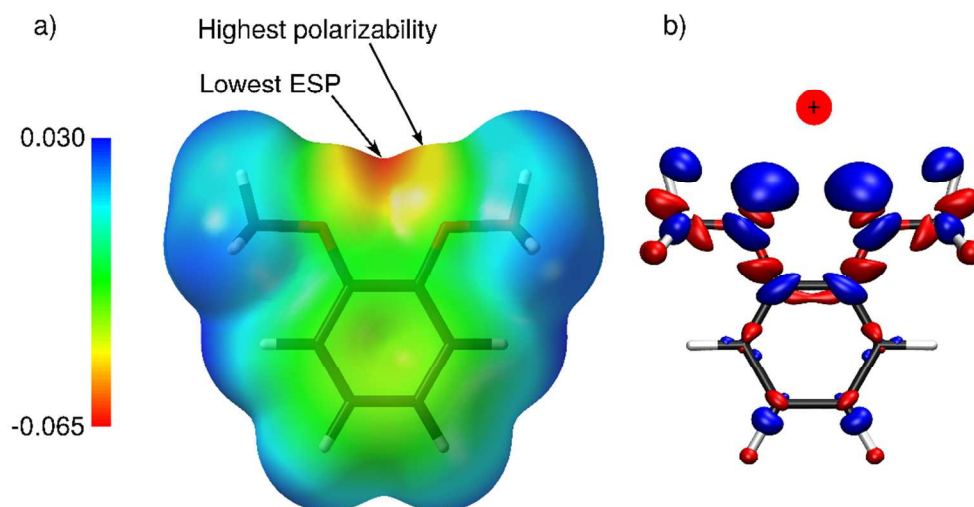 a)
Highest polarizability
Lowest ESP
b)
0.030
-0.065
+